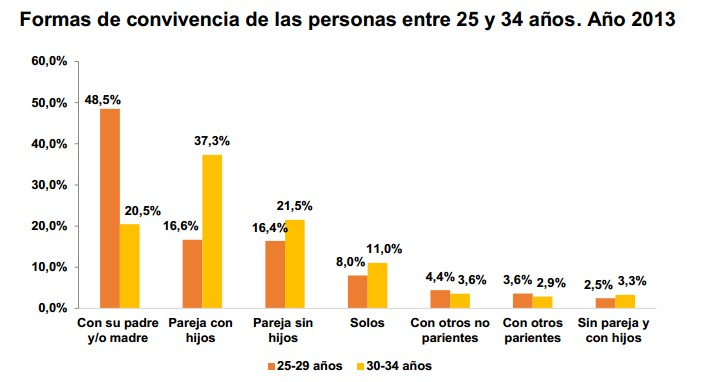 Formas de convivencia de las personas entre 25 y 34 años. Año 2013
60,0%
50,0%
40,0%
30,0%
20,0%
10,0%
0,0%
48,5%
20,5%
16,6%
37,3%
16,4%
21,5%
8,0%
11,0%
4,4%
3,6%
3,6%
2,9%
2,5%
3,3%
Con su padre
y/o madre
Pareja con
hijos
Pareja sin
hijos
Solos
Con otros no
parientes
Con otros
parientes
Sin pareja y
con hijos
25-29 años
30-34 años